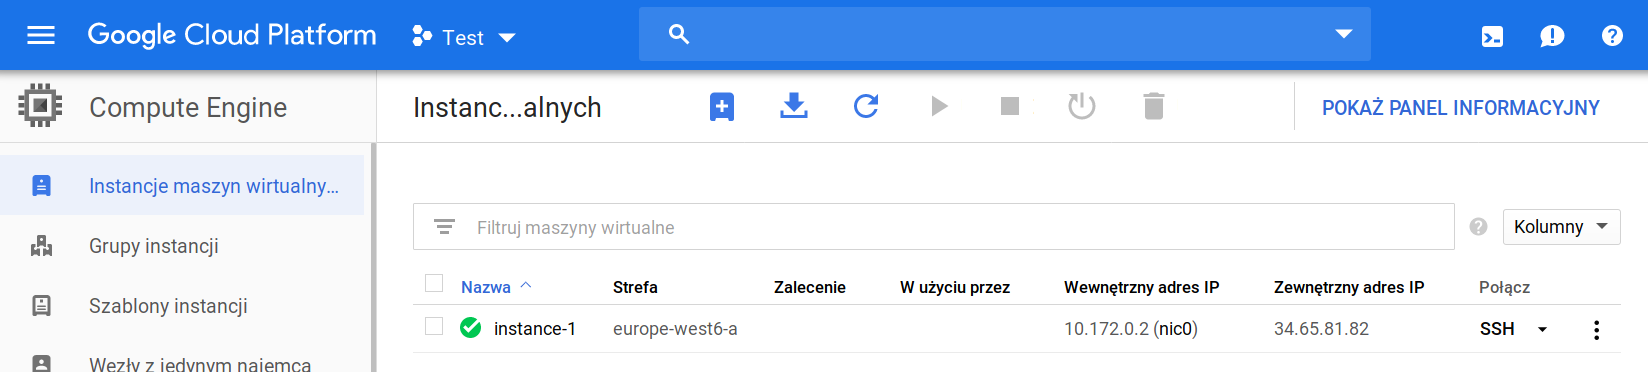 Google Cloud Platform Test
Compute Engine
Instanc...alnych
POKAŻ PANEL INFORMACYJNY
Instancje maszyn wirtualny...
Grupy instancji
Szablony instancji
Węzły z jedynym najemcą
Filtruj maszyny wirtualne
Kolumny
Nazwa Strefa Zalecenie W użyciu przez Wewnętrzny adres IP Zewnętrzny adres IP Połącz
instance-1 europe-west6-a 10.172.0.2 (nic0) 34.65.81.82 SSH